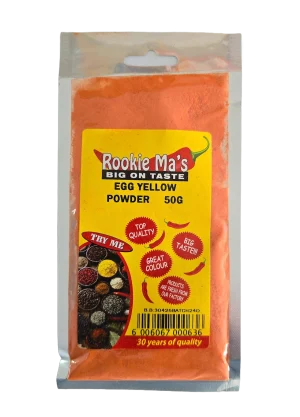 Rookie Ma's
BIG ON TASTE
EGG YELLOW
POWDER 50G
TRY ME
TOP
QUALITY
BIG
TASTE!!
GREAT
COLOUR
PRODUCTS
ARE FRESH FROM
OUR FACTORY
6 006067 000636
30 years of quality